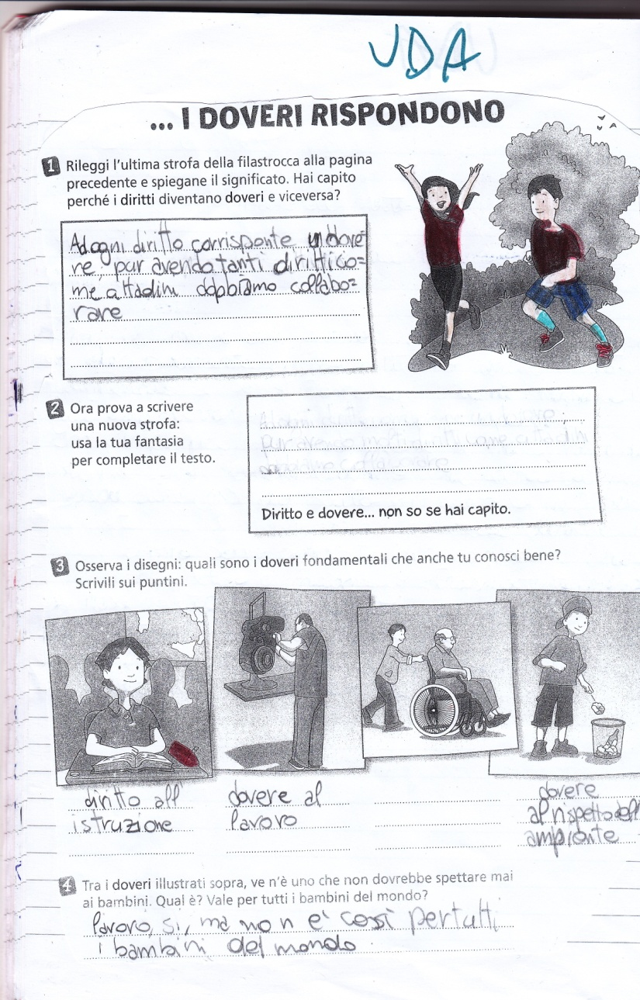 UDA
... I DOVERI RISPONDONO
1 Rileggi l'ultima strofa della filastrocca alla pagina
precedente e spiegane il significato. Hai capito
perché i diritti diventano doveri e viceversa?
Ad ogni diritto corrisponte un dove=
re, pur avendo tanti diritti co=
me attadini dobbiamo collabo=
rare
2 Ora prova a scrivere
una nuova strofa:
usa la tua fantasia
per completare il testo.
Diritto e dovere... non so se hai capito.
3 Osserva i disegni: quali sono i doveri fondamentali che anche tu conosci bene?
Scrivili sui puntini.
diritto all
istruzione
dovere al
lavoro
dovere
al rispetto dell
ambiente
4 Tra i doveri illustrati sopra, ve n'è uno che non dovrebbe spettare mai
ai bambini. Qual è? Vale per tutti i bambini del mondo?
lavoro, si, ma non e' così per tutti
i bambini del mondo